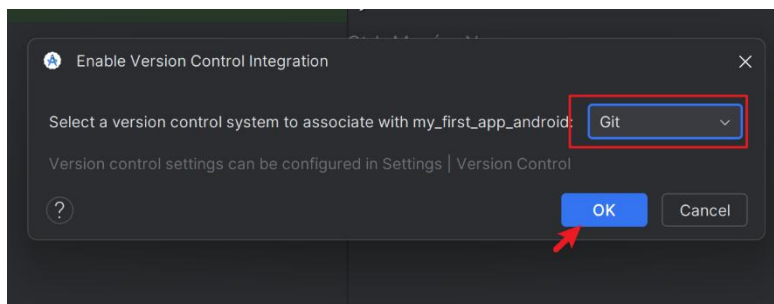 Enable Version Control Integration
Select a version control system to associate with my_first_app_android: Git
Version control settings can be configured in Settings | Version Control
? OK Cancel